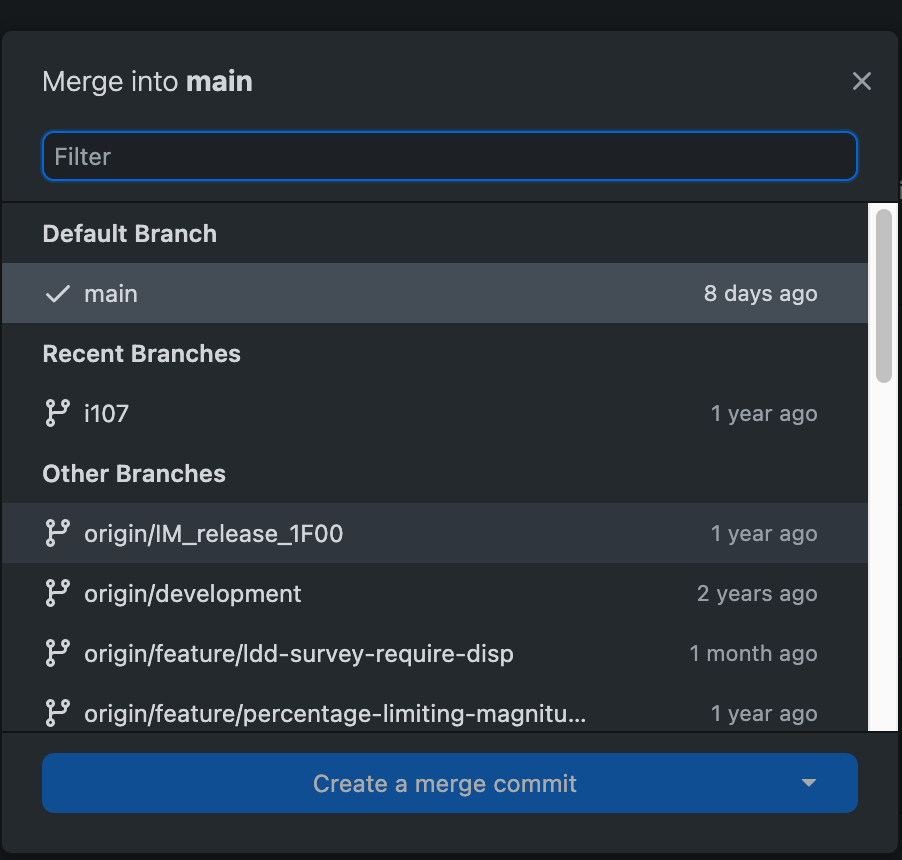 Merge into main
Filter
Default Branch
main 8 days ago
Recent Branches
i107 1 year ago
Other Branches
origin/IM_release_1F00 1 year ago
origin/development 2 years ago
origin/feature/ldd-survey-require-disp 1 month ago
origin/feature/percentage-limiting-magnitu... 1 year ago
Create a merge commit